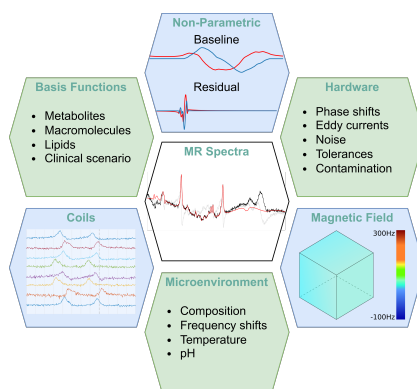 Non-Parametric
Baseline
Residual
Basis Functions
• Metabolites
• Macromolecules
• Lipids
• Clinical scenario
Hardware
• Phase shifts
• Eddy currents
• Noise
• Tolerances
• Contamination
MR Spectra
Coils
Magnetic Field
300Hz
-100Hz
Microenvironment
• Composition
• Frequency shifts
• Temperature
• pH